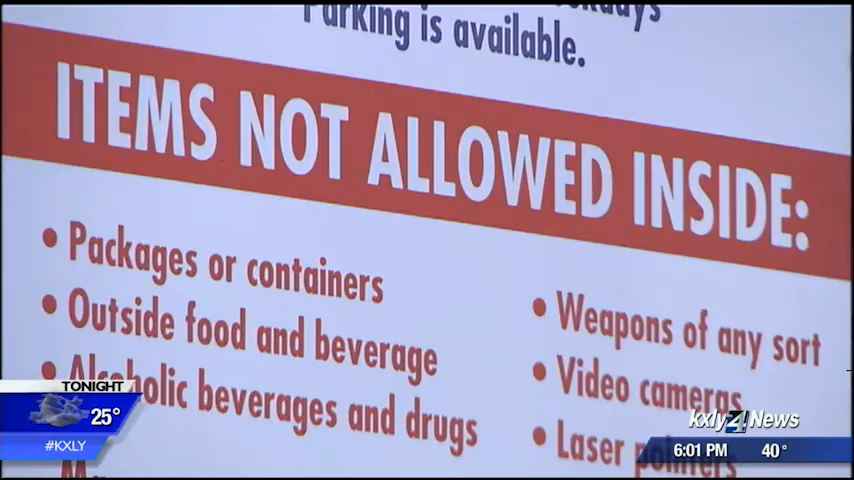 Parking is available.
ITEMS NOT ALLOWED INSIDE:
• Packages or containers
• Outside food and beverage
• Alcoholic beverages and drugs
• Weapons of any sort
• Video cameras
• Laser pointers
TONIGHT
25°
#KXLY
kxly4 News
6:01 PM 40°